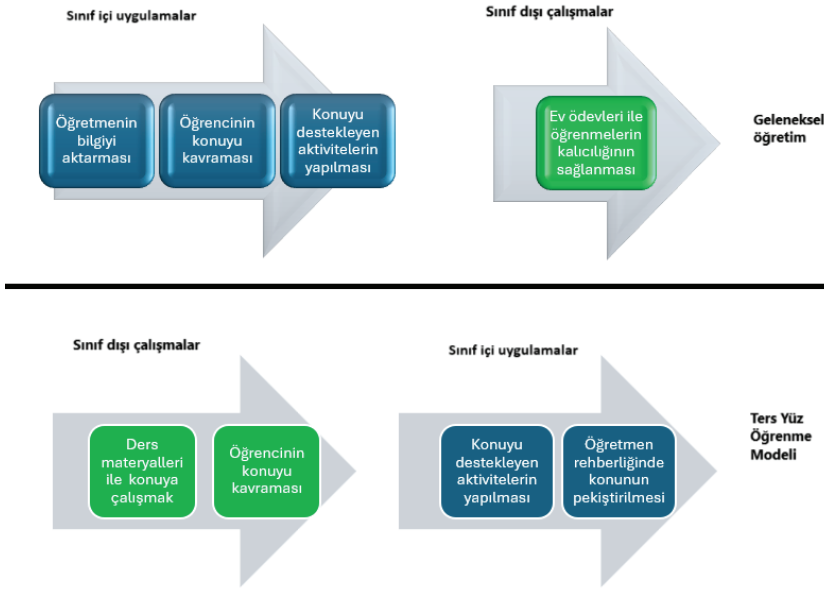 Sınıf içi uygulamalar
Sınıf dışı çalışmalar
Öğretmenin
bilgiyi
aktarması
Öğrencinin
konuyu
kavraması
Konuyu
destekleyen
aktivitelerin
yapılması
Ev ödevleri ile
öğrenmelerin
kalıcılığının
sağlanması
Geleneksel
öğretim
Sınıf dışı çalışmalar
Sınıf içi uygulamalar
Ders
materyalleri
ile konuya
çalışmak
Öğrencinin
konuyu
kavraması
Konuyu
destekleyen
aktivitelerin
yapılması
Öğretmen
rehberliğinde
konunun
pekiştirilmesi
Ters Yüz
Öğrenme
Modeli